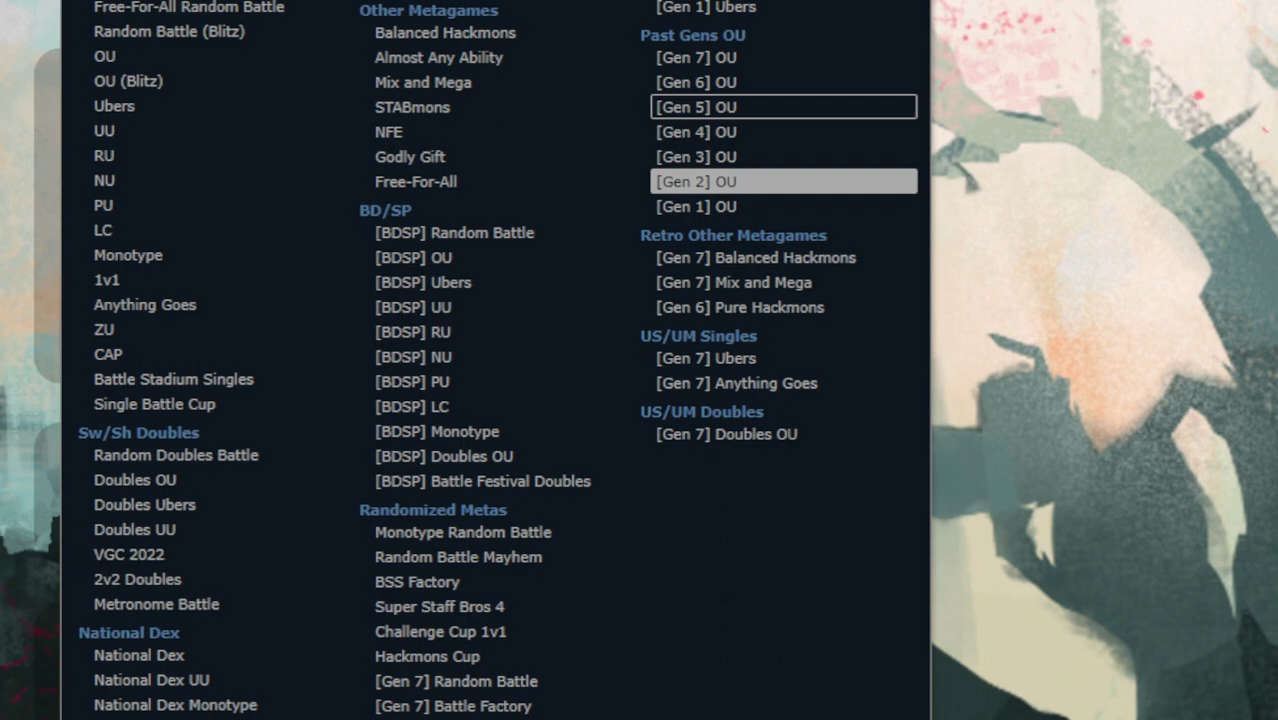 Free-For-All Random Battle
Random Battle (Blitz)
OU
OU (Blitz)
Ubers
UU
RU
NU
PU
LC
Monotype
1v1
Anything Goes
ZU
CAP
Battle Stadium Singles
Single Battle Cup
Sw/Sh Doubles
Random Doubles Battle
Doubles OU
Doubles Ubers
Doubles UU
VGC 2022
2v2 Doubles
Metronome Battle
National Dex
National Dex
National Dex UU
National Dex Monotype
Other Metagames
Balanced Hackmons
Almost Any Ability
Mix and Mega
STABmons
NFE
Godly Gift
Free-For-All
BD/SP
[BDSP] Random Battle
[BDSP] OU
[BDSP] Ubers
[BDSP] UU
[BDSP] RU
[BDSP] NU
[BDSP] PU
[BDSP] LC
[BDSP] Monotype
[BDSP] Doubles OU
[BDSP] Battle Festival Doubles
Randomized Metas
Monotype Random Battle
Random Battle Mayhem
BSS Factory
Super Staff Bros 4
Challenge Cup 1v1
Hackmons Cup
[Gen 7] Random Battle
[Gen 7] Battle Factory
[Gen 1] Ubers
Past Gens OU
[Gen 7] OU
[Gen 6] OU
[Gen 5] OU
[Gen 4] OU
[Gen 3] OU
[Gen 2] OU
[Gen 1] OU
Retro Other Metagames
[Gen 7] Balanced Hackmons
[Gen 7] Mix and Mega
[Gen 6] Pure Hackmons
US/UM Singles
[Gen 7] Ubers
[Gen 7] Anything Goes
US/UM Doubles
[Gen 7] Doubles OU